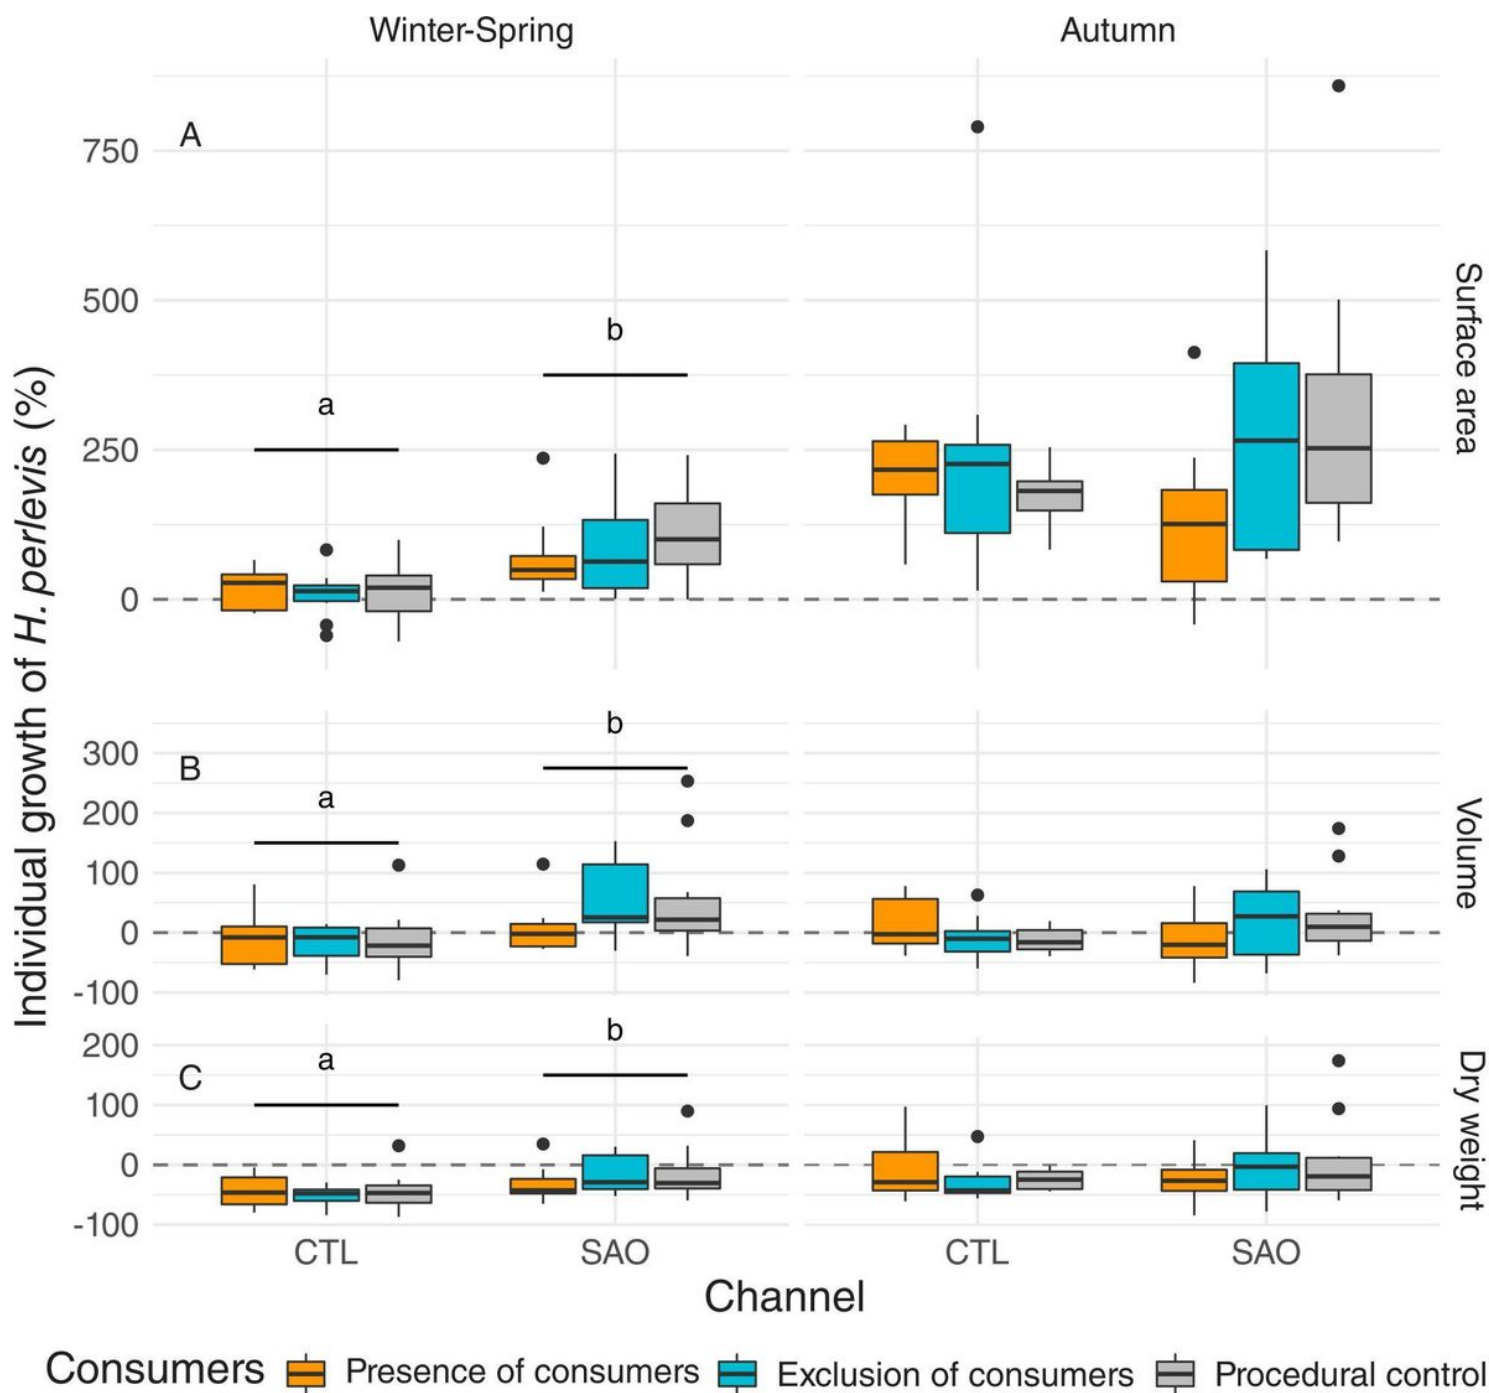 Winter-Spring
Autumn
Individual growth of H. perlevis (%)
A
750
500
250
0
a
b
Surface area
B
300
200
100
0
-100
a
b
Volume
C
200
100
0
-100
a
b
Dry weight
CTL
SAO
CTL
SAO
Channel
Consumers
Presence of consumers
Exclusion of consumers
Procedural control